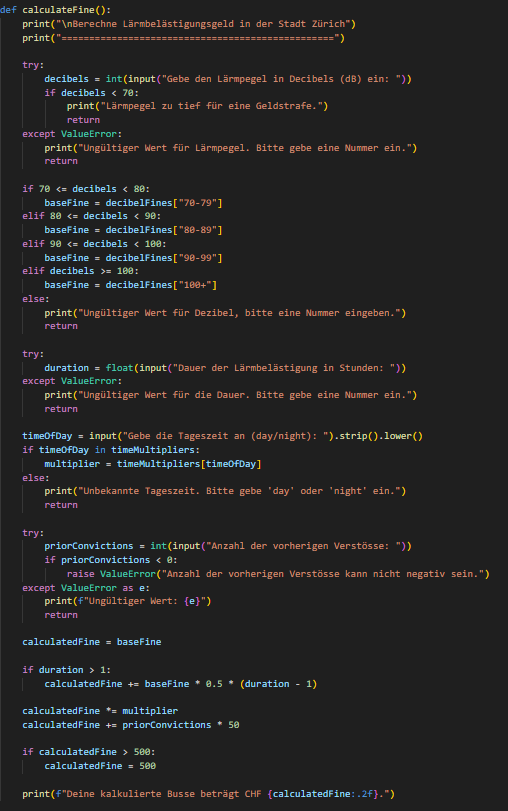 def calculateFine():
    print("\nBerechne Lärmbelästigungsgeld in der Stadt Zürich")
    print("=================================================")

    try:
        decibels = int(input("Gebe den Lärmpegel in Decibels (dB) ein: "))
        if decibels < 70:
            print("Lärmpegel zu tief für eine Geldstrafe.")
            return
    except ValueError:
        print("Ungültiger Wert für Lärmpegel. Bitte gebe eine Nummer ein.")
        return

    if 70 <= decibels < 80:
        baseFine = decibelFines["70-79"]
    elif 80 <= decibels < 90:
        baseFine = decibelFines["80-89"]
    elif 90 <= decibels < 100:
        baseFine = decibelFines["90-99"]
    elif decibels >= 100:
        baseFine = decibelFines["100+"]
    else:
        print("Ungültiger Wert für Dezibel, bitte eine Nummer eingeben.")
        return

    try:
        duration = float(input("Dauer der Lärmbelästigung in Stunden: "))
    except ValueError:
        print("Ungültiger Wert für die Dauer. Bitte gebe eine Nummer ein.")
        return

    timeOfDay = input("Gebe die Tageszeit an (day/night): ").strip().lower()
    if timeOfDay in timeMultipliers:
        multiplier = timeMultipliers[timeOfDay]
    else:
        print("Unbekannte Tageszeit. Bitte gebe 'day' oder 'night' ein.")
        return

    try:
        priorConvictions = int(input("Anzahl der vorherigen Verstösse: "))
        if priorConvictions < 0:
            raise ValueError("Anzahl der vorherigen Verstösse kann nicht negativ sein.")
    except ValueError as e:
        print(f"Ungültiger Wert: {e}")
        return

    calculatedFine = baseFine

    if duration > 1:
        calculatedFine += baseFine * 0.5 * (duration - 1)

    calculatedFine *= multiplier
    calculatedFine += priorConvictions * 50

    if calculatedFine > 500:
        calculatedFine = 500

    print(f"Deine kalkulierte Busse beträgt CHF {calculatedFine:.2f}.")